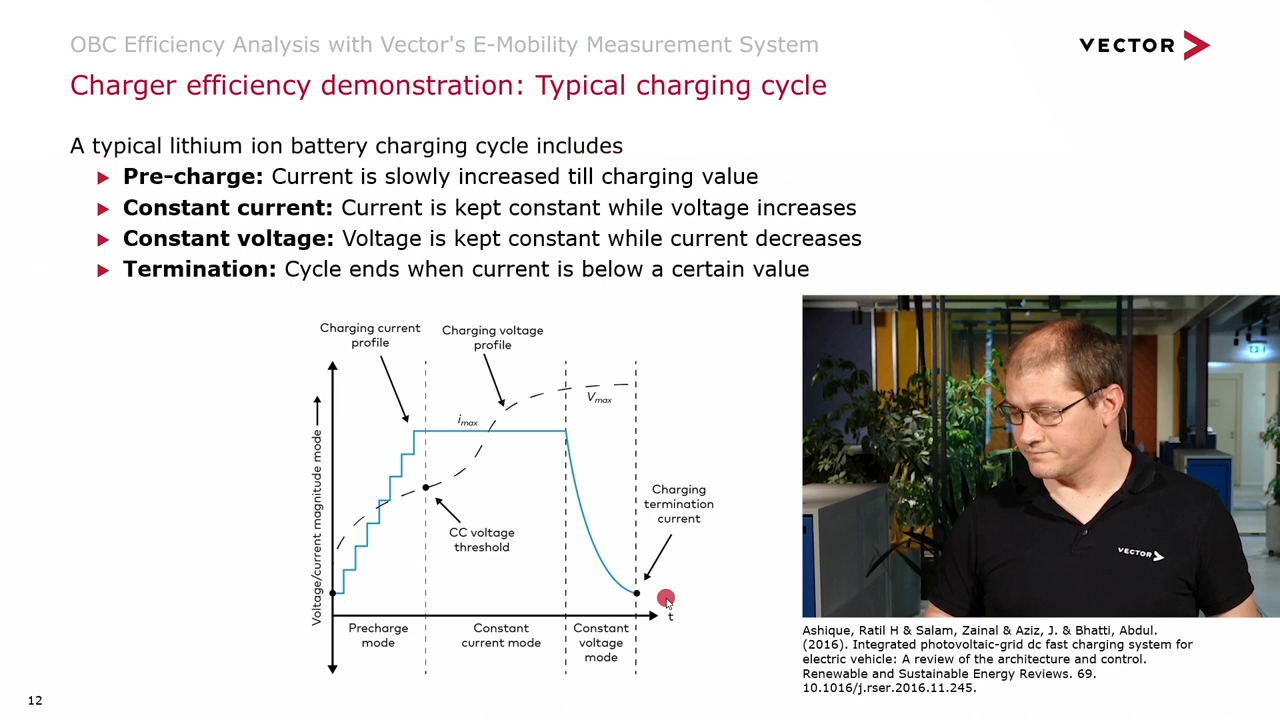 OBC Efficiency Analysis with Vector's E-Mobility Measurement System
VECTOR
Charger efficiency demonstration: Typical charging cycle
A typical lithium ion battery charging cycle includes
Pre-charge: Current is slowly increased till charging value
Constant current: Current is kept constant while voltage increases
Constant voltage: Voltage is kept constant while current decreases
Termination: Cycle ends when current is below a certain value
Charging current
profile
Charging voltage
profile
Vmax
imax
Voltage/current magnitude mode
CC voltage
threshold
Charging
termination
current
t
Precharge
mode
Constant
current mode
Constant
voltage
mode
VECTOR
Ashique, Ratil H & Salam, Zainal & Aziz, J. & Bhatti, Abdul.
(2016). Integrated photovoltaic-grid dc fast charging system for
electric vehicle: A review of the architecture and control.
Renewable and Sustainable Energy Reviews. 69.
10.1016/j.rser.2016.11.245.
12